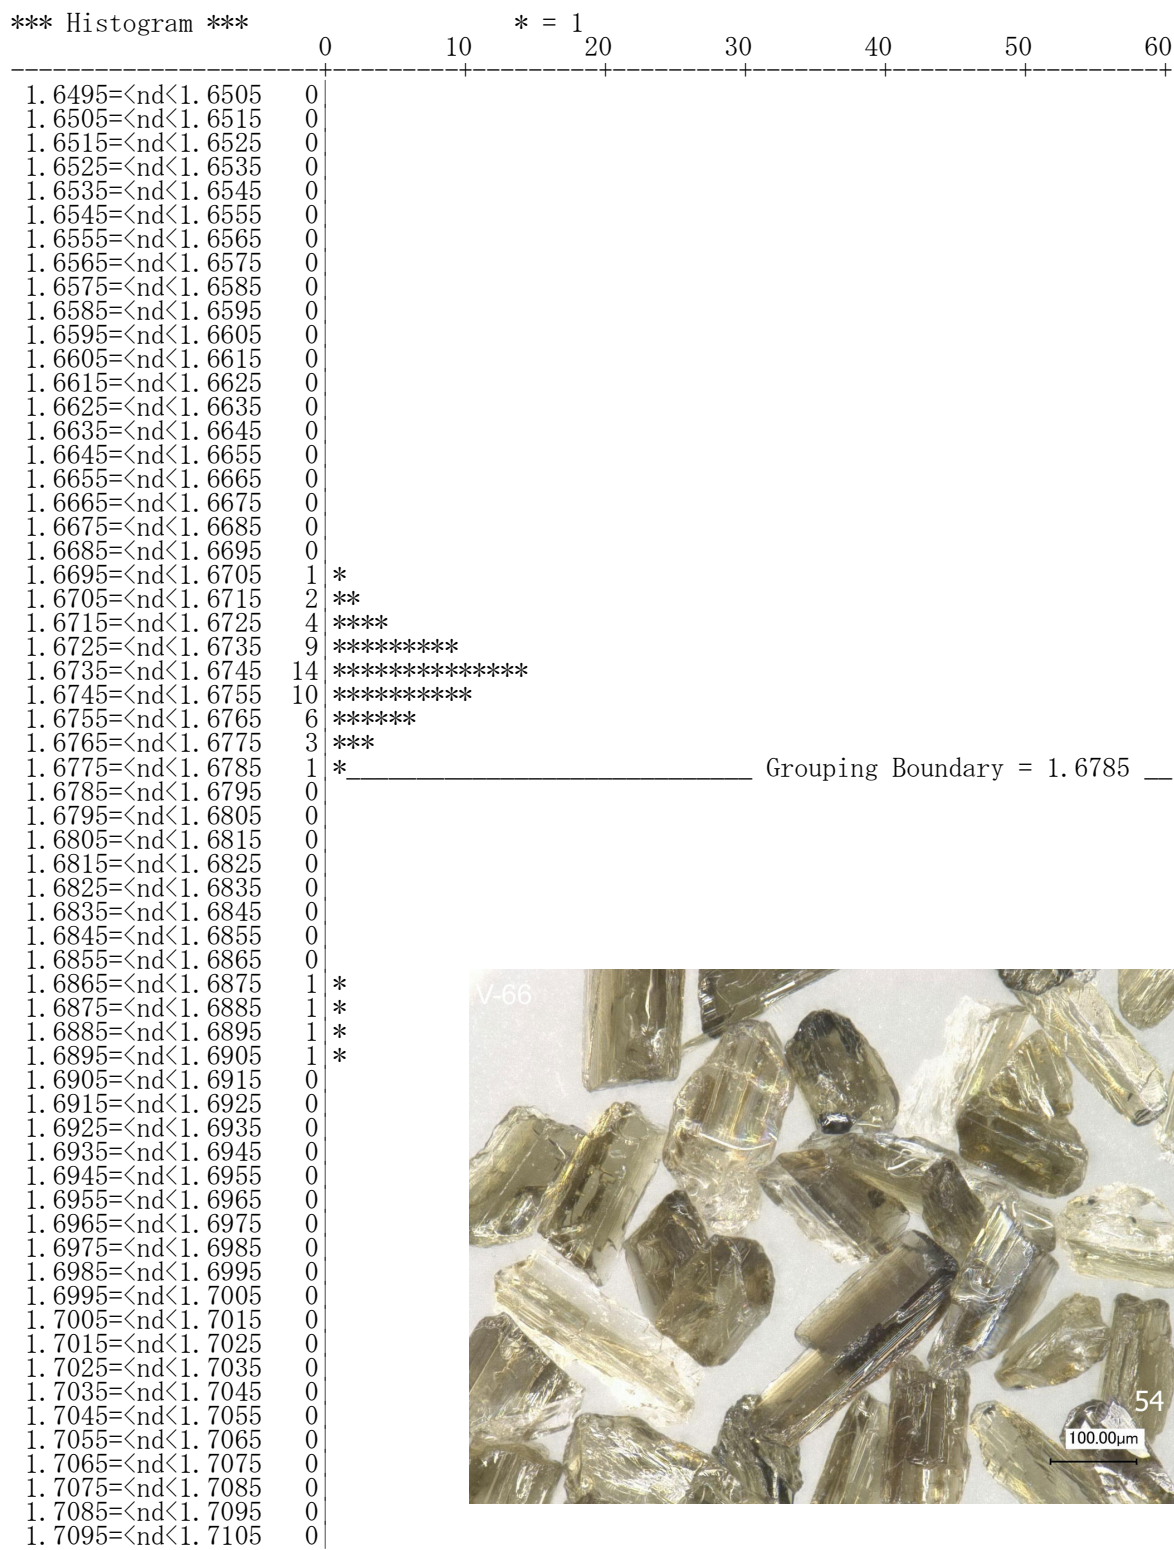 *** Histogram *** * = 1
0 10 20 30 40 50 60
1.6495=<nd<1.6505 0
1.6505=<nd<1.6515 0
1.6515=<nd<1.6525 0
1.6525=<nd<1.6535 0
1.6535=<nd<1.6545 0
1.6545=<nd<1.6555 0
1.6555=<nd<1.6565 0
1.6565=<nd<1.6575 0
1.6575=<nd<1.6585 0
1.6585=<nd<1.6595 0
1.6595=<nd<1.6605 0
1.6605=<nd<1.6615 0
1.6615=<nd<1.6625 0
1.6625=<nd<1.6635 0
1.6635=<nd<1.6645 0
1.6645=<nd<1.6655 0
1.6655=<nd<1.6665 0
1.6665=<nd<1.6675 0
1.6675=<nd<1.6685 0
1.6685=<nd<1.6695 0
1.6695=<nd<1.6705 1 *
1.6705=<nd<1.6715 2 **
1.6715=<nd<1.6725 4 ****
1.6725=<nd<1.6735 9 *********
1.6735=<nd<1.6745 14 **************
1.6745=<nd<1.6755 10 **********
1.6755=<nd<1.6765 6 ******
1.6765=<nd<1.6775 3 ***
1.6775=<nd<1.6785 1 * Grouping Boundary = 1.6785
1.6785=<nd<1.6795 0
1.6795=<nd<1.6805 0
1.6805=<nd<1.6815 0
1.6815=<nd<1.6825 0
1.6825=<nd<1.6835 0
1.6835=<nd<1.6845 0
1.6845=<nd<1.6855 0
1.6855=<nd<1.6865 0
1.6865=<nd<1.6875 1 *
1.6875=<nd<1.6885 1 *
1.6885=<nd<1.6895 1 *
1.6895=<nd<1.6905 1 *
1.6905=<nd<1.6915 0
1.6915=<nd<1.6925 0
1.6925=<nd<1.6935 0
1.6935=<nd<1.6945 0
1.6945=<nd<1.6955 0
1.6955=<nd<1.6965 0
1.6965=<nd<1.6975 0
1.6975=<nd<1.6985 0
1.6985=<nd<1.6995 0
1.6995=<nd<1.7005 0
1.7005=<nd<1.7015 0
1.7015=<nd<1.7025 0
1.7025=<nd<1.7035 0
1.7035=<nd<1.7045 0
1.7045=<nd<1.7055 0
1.7055=<nd<1.7065 0
1.7065=<nd<1.7075 0
1.7075=<nd<1.7085 0
1.7085=<nd<1.7095 0
1.7095=<nd<1.7105 0
V-66
54
100.00µm